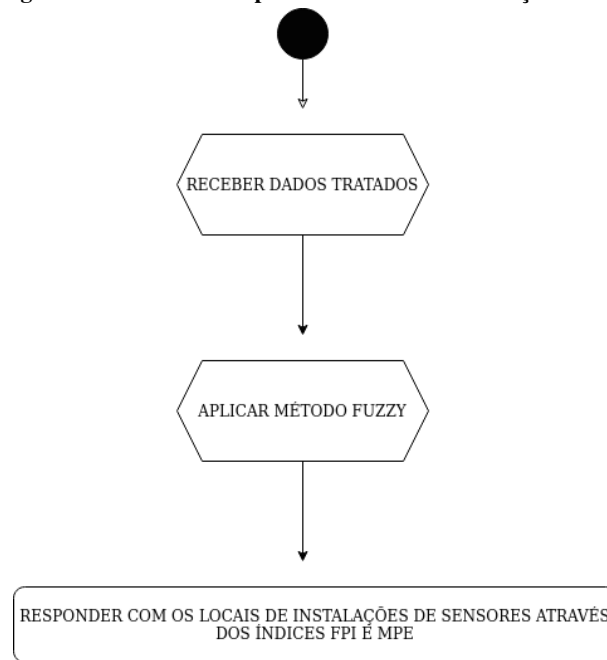 RECEBER DADOS TRATADOS
APLICAR MÉTODO FUZZY
RESPONDER COM OS LOCAIS DE INSTALAÇÕES DE SENSORES ATRAVÉS
DOS ÍNDICES FPI E MPE